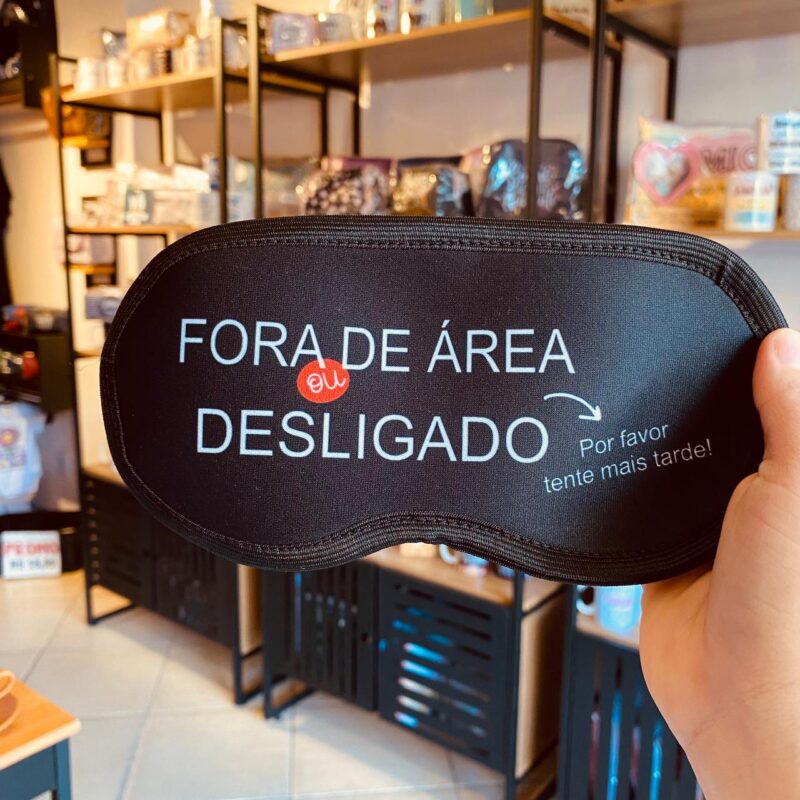 FORA DE ÁREA
ou
DESLIGADO
Por favor
tente mais tarde!